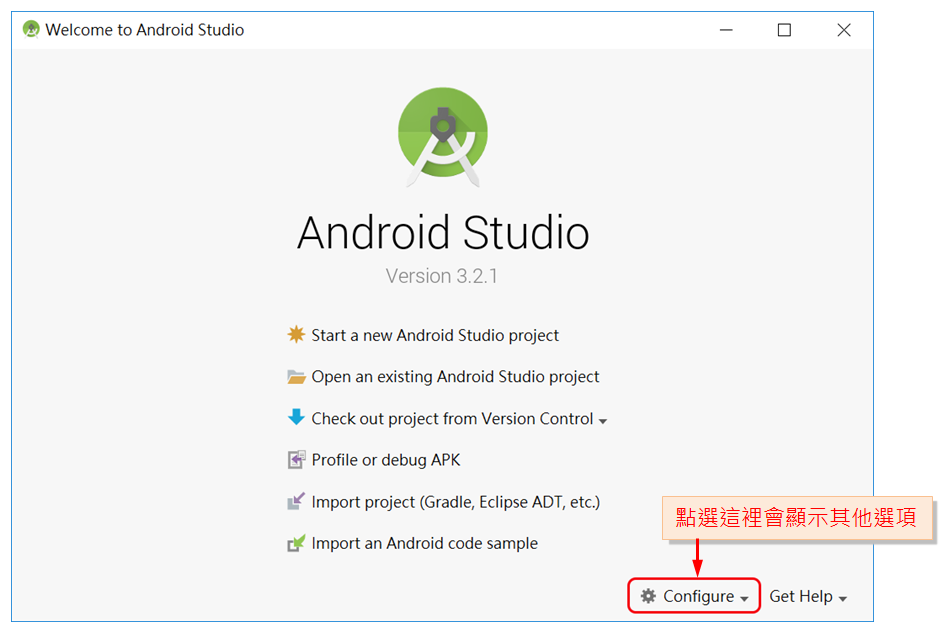 Welcome to Android Studio
Android Studio
Version 3.2.1
Start a new Android Studio project
Open an existing Android Studio project
Check out project from Version Control
Profile or debug APK
Import project (Gradle, Eclipse ADT, etc.)
Import an Android code sample
點選這裡會顯示其他選項
Configure
Get Help